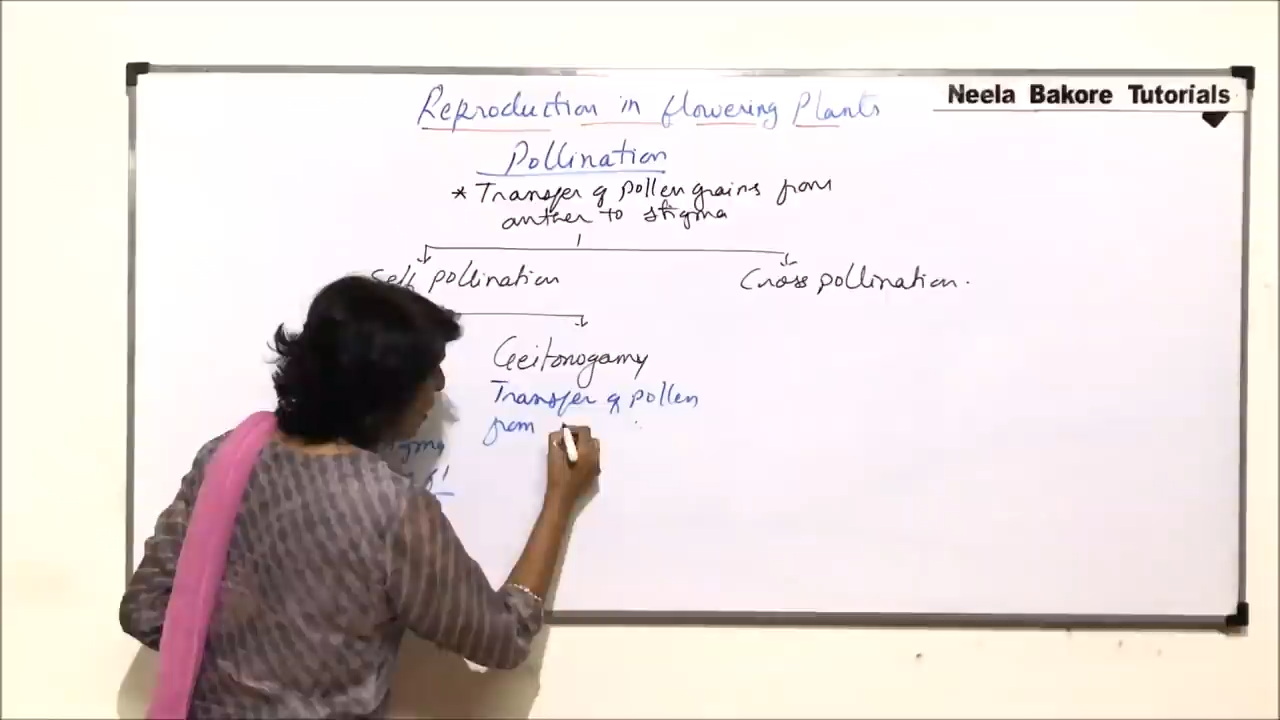 Neela Bakore Tutorials
Reproduction in flowering Plants
Pollination
* Transfer of pollen grains from
anther to stigma
Self pollination
Cross pollination.
Geitonogamy
Transfer of pollen
from